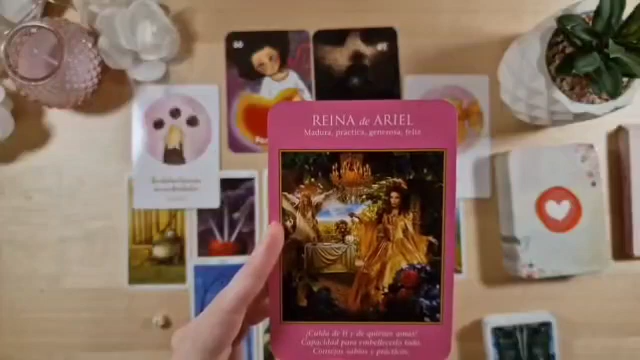 66
REINA de ARIEL
Madura, práctica, generosa, feliz
¡Cuida de ti y de quienes amas!
Capacidad para embellecerlo todo.
Consejos sabios y prácticos.